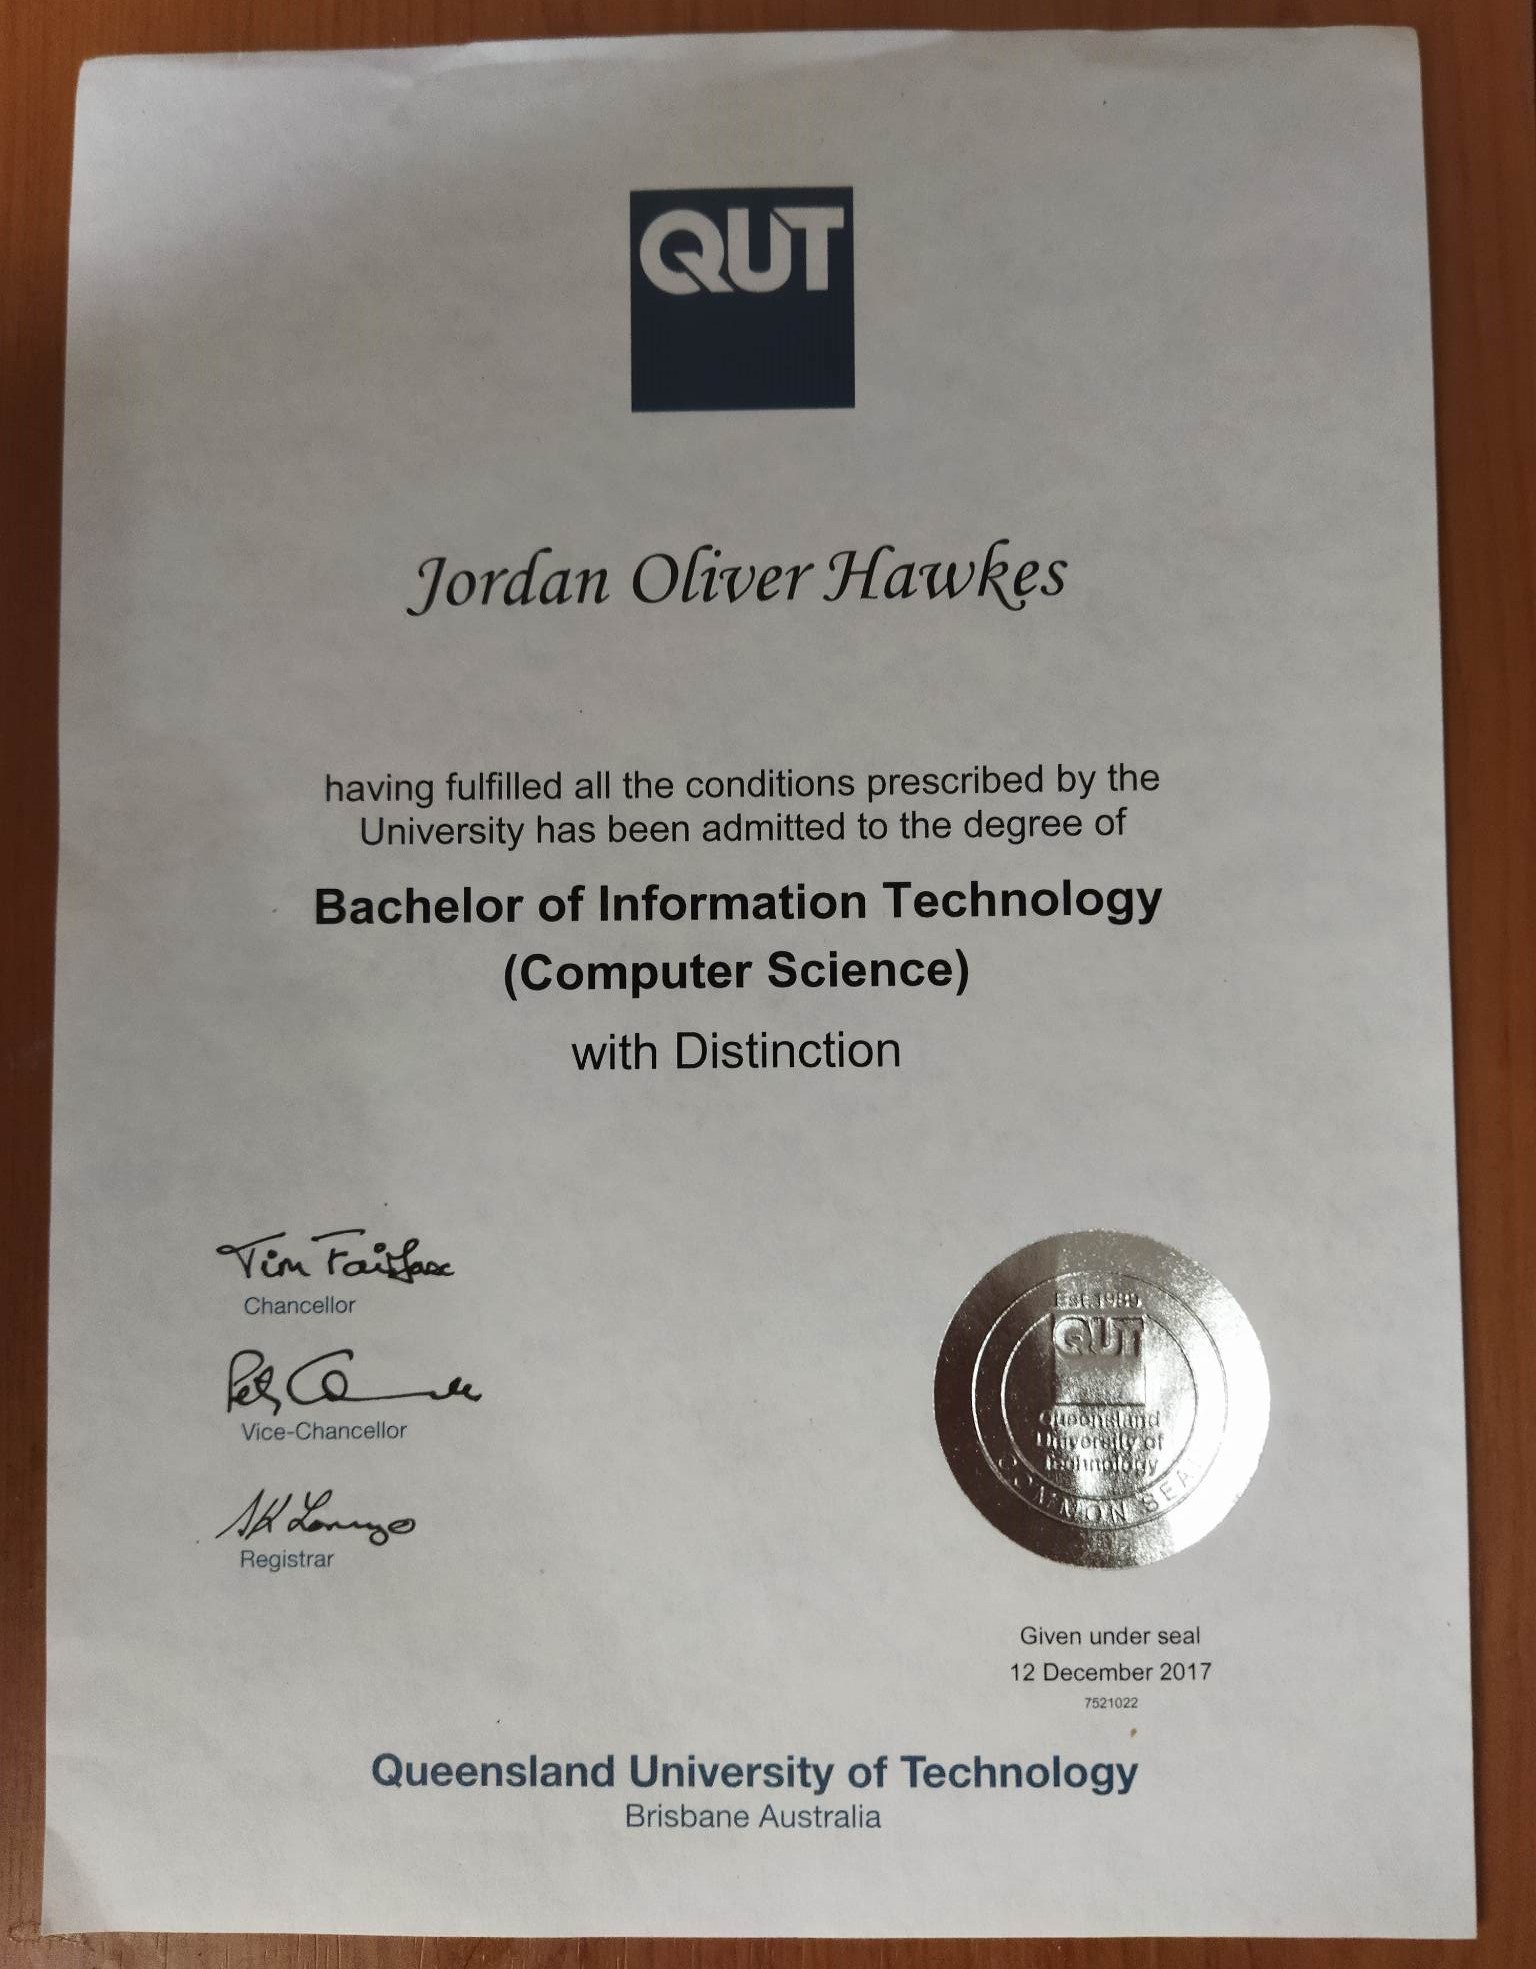 QUT
Jordan Oliver Hawkes
having fulfilled all the conditions prescribed by the
University has been admitted to the degree of
Bachelor of Information Technology
(Computer Science)
with Distinction
Tim Fairfax
Chancellor
Vice-Chancellor
Registrar
Est 1989
QUT
Queensland
University of
Technology
COMMON SEAL
Given under seal
12 December 2017
7521022
Queensland University of Technology
Brisbane Australia